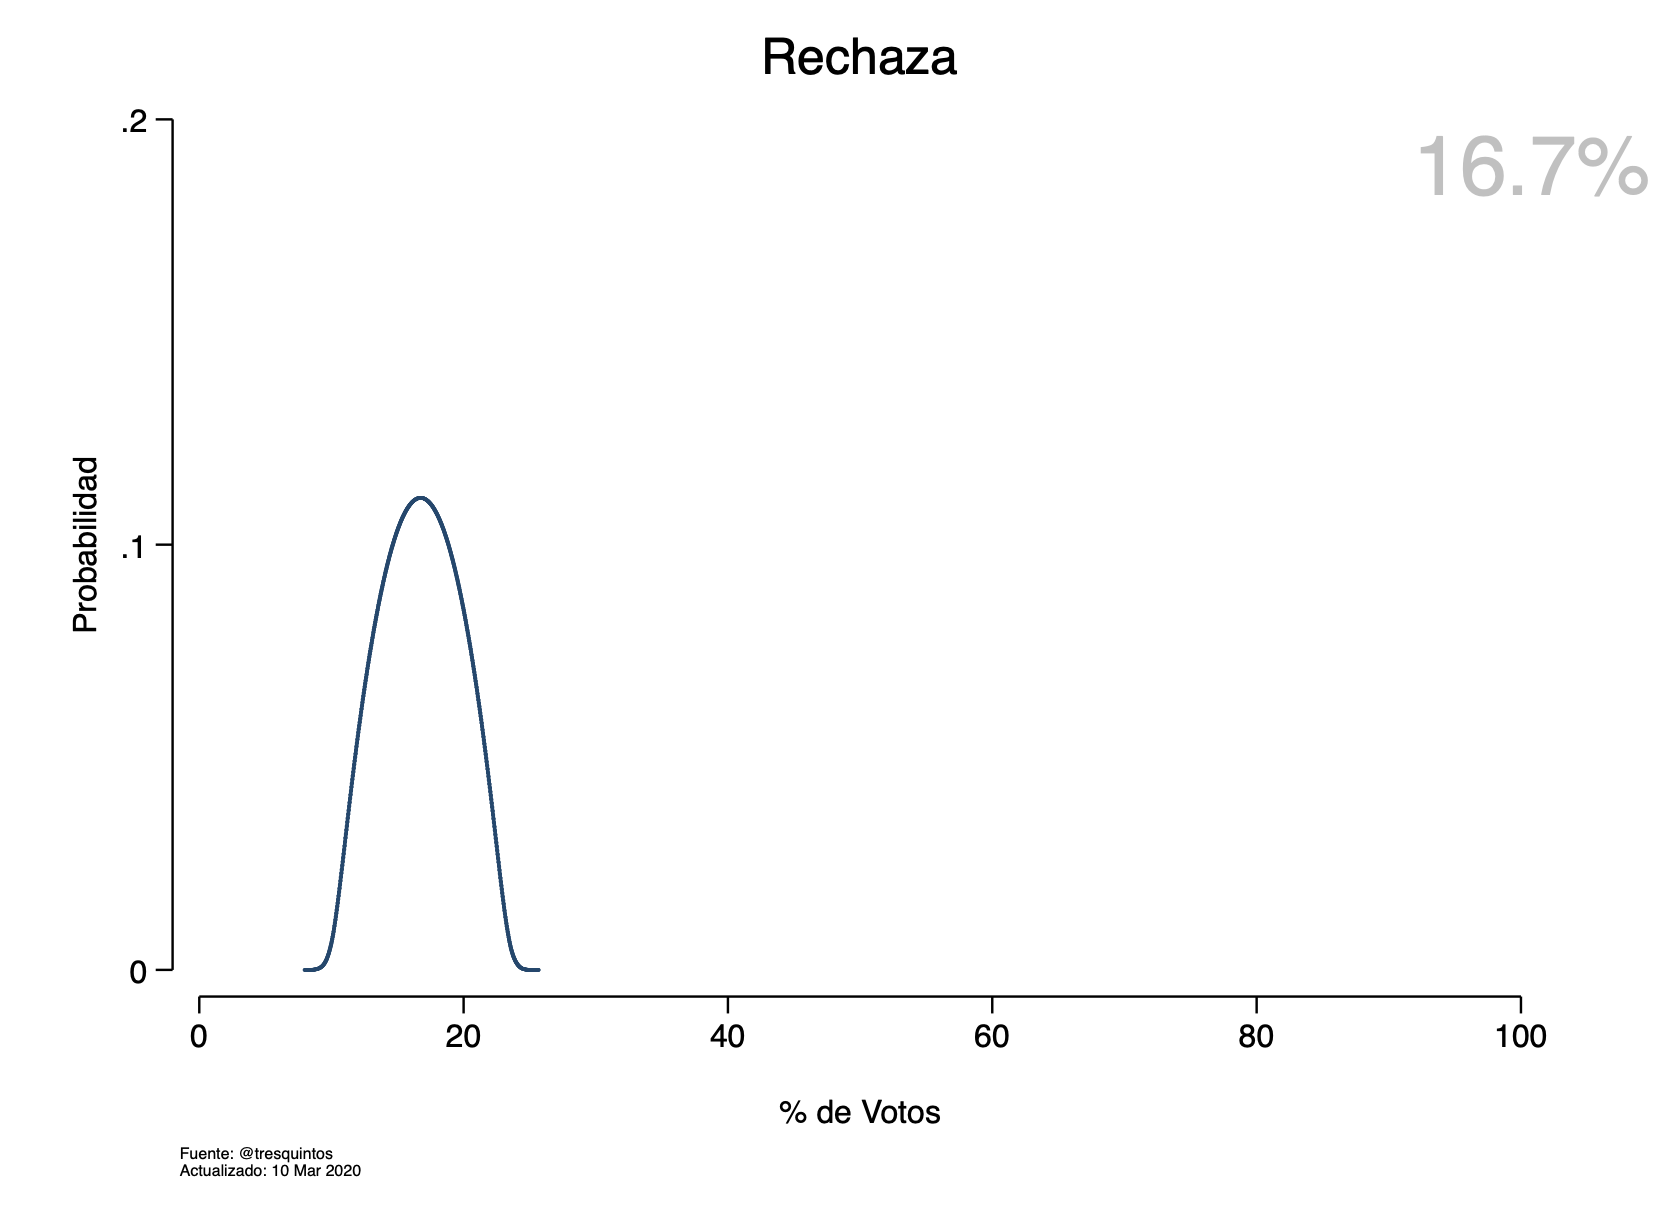 Rechaza
16.7%
.2
.1
0
Probabilidad
0 20 40 60 80 100
% de Votos
Fuente: @tresquintos
Actualizado: 10 Mar 2020